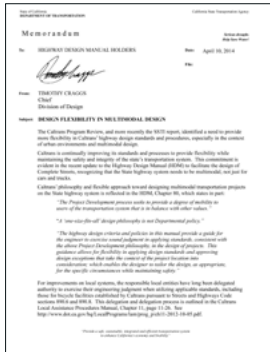 State of California
DEPARTMENT OF TRANSPORTATION
California State Transportation Agency
Memorandum
To: HIGHWAY DESIGN MANUAL HOLDERS
Date: April 10, 2014
File:
From: TIMOTHY CRAGGS
Chief
Division of Design
Subject: DESIGN FLEXIBILITY IN MULTIMODAL DESIGN
The Caltrans Program Review, and more recently the SSTI report, identified a need to provide
more flexibility in Caltrans' highway design standards and procedures, especially in the context
of urban environments and multimodal design.
Caltrans is continually improving its standards and processes to provide flexibility while
maintaining the safety and integrity of the state's transportation system. This commitment is
evident in the recent update to the Highway Design Manual (HDM) to facilitate the design of
Complete Streets, recognizing that the State highway system needs to be multimodal, not just for
cars and trucks.
Caltrans' philosophy and flexible approach toward designing multimodal transportation projects
on the State highway system is reflected in the HDM, Chapter 80, which states in part:
"The Project Development process seeks to provide a degree of mobility to
users of the transportation system that is in balance with other values."
"A 'one-size-fits-all' design philosophy is not Departmental policy."
"The highway design criteria and policies in this manual provide a guide for
the engineer to exercise sound judgment in applying standards, consistent with
the above Project Development philosophy, in the design of projects. This
guidance allows for flexibility in applying design standards and approving
design exceptions that take the context of the project location into
consideration; which enables the designer to tailor the design, as appropriate,
for the specific circumstances while maintaining safety."
For improvements on local systems, the responsible local entities have long been delegated
authority to exercise their engineering judgment when utilizing applicable standards, including
those for bicycle facilities established by Caltrans pursuant to Streets and Highways Code
sections 890.6 and 890.8. This delegation and delegation process is outlined in the Caltrans
Local Assistance Procedures Manual, Chapter 11, page 11-26. See